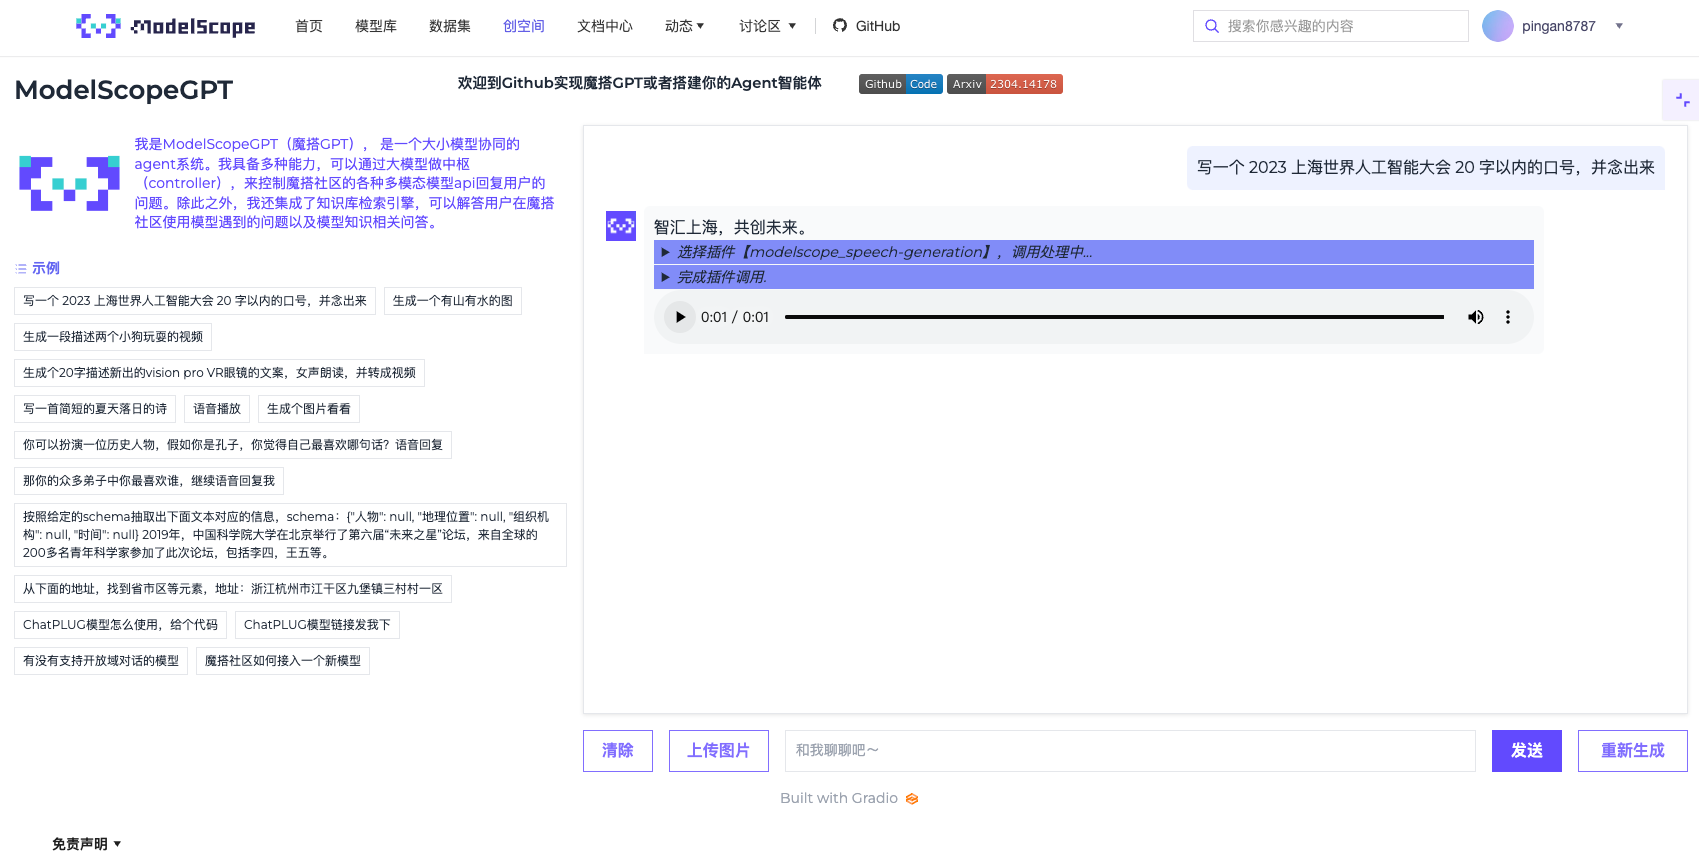 ModelScope 首页 模型库 数据集 创空间 文档中心 动态 讨论区 GitHub 搜索你感兴趣的内容 pingan8787
ModelScopeGPT
欢迎到Github实现魔搭GPT或者搭建你的Agent智能体 Github Code Arxiv 2304.14178
我是ModelScopeGPT（魔搭GPT）， 是一个大小模型协同的
agent系统。我具备多种能力，可以通过大模型做中枢
（controller），来控制魔搭社区的各种多模态模型api回复用户的
问题。除此之外，我还集成了知识库检索引擎，可以解答用户在魔搭
社区使用模型遇到的问题以及模型知识相关问答。
示例
写一个 2023 上海世界人工智能大会 20 字以内的口号，并念出来 生成一个有山有水的图
生成一段描述两个小狗玩耍的视频
生成个20字描述新出的vision pro VR眼镜的文案，女声朗读，并转成视频
写一首简短的夏天落日的诗 语音播放 生成个图片看看
你可以扮演一位历史人物，假如你是孔子，你觉得自己最喜欢哪句话？语音回复
那你的众多弟子中你最喜欢谁，继续语音回复我
按照给定的schema抽取出下面文本对应的信息，schema：{"人物": null, "地理位置": null, "组织机
构": null, "时间": null} 2019年，中国科学院大学在北京举行了第六届“未来之星”论坛，来自全球的
200多名青年科学家参加了此次论坛，包括李四，王五等。
从下面的地址，找到省市区等元素，地址：浙江杭州市江干区九堡镇三村村一区
ChatPLUG模型怎么使用，给个代码 ChatPLUG模型链接发我下
有没有支持开放域对话的模型 魔搭社区如何接入一个新模型
写一个 2023 上海世界人工智能大会 20 字以内的口号，并念出来
智汇上海，共创未来。
选择插件【modelscope_speech-generation】，调用处理中...
完成插件调用.
0:01 / 0:01
清除 上传图片 和我聊聊吧～ 发送 重新生成
Built with Gradio
免责声明